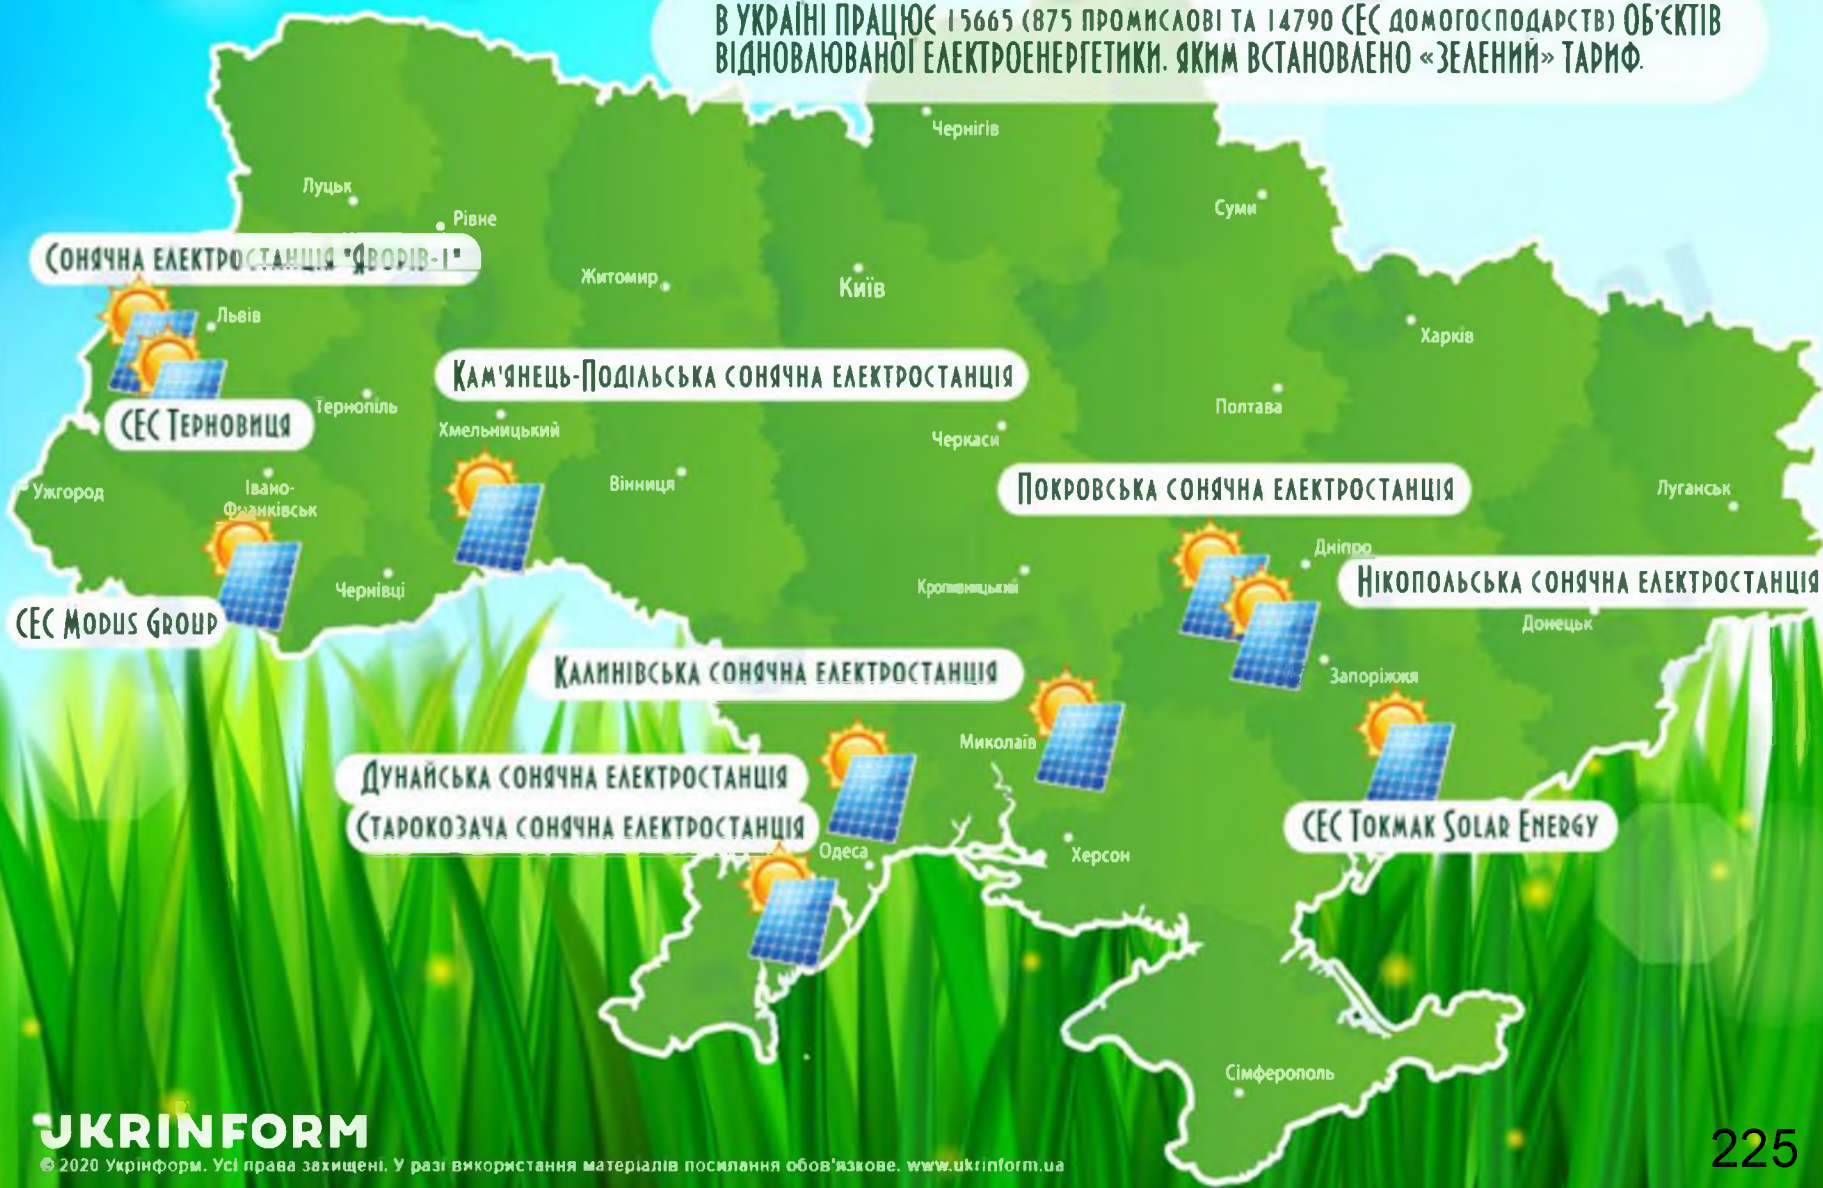 В УКРАЇНІ ПРАЦЮЄ 15665 (875 ПРОМИСЛОВІ ТА 14790 СЕС ДОМОГОСПОДАРСТВ) ОБ'ЄКТІВ
ВІДНОВЛЮВАНОЇ ЕЛЕКТРОЕНЕРГЕТИКИ. ЯКИМ ВСТАНОВЛЕНО «ЗЕЛЕНИЙ» ТАРИФ.
Чернігів
Луцьк
Рівне
Суми
СОНЯЧНА ЕЛЕКТРОСТАНЦІЯ "ЯВОРІВ-1"
Житомир
Київ
Львів
Харків
КАМ'ЯНЕЦЬ-ПОДІЛЬСЬКА СОНЯЧНА ЕЛЕКТРОСТАНЦІЯ
СЕС ТЕРНОВИЦЯ
Тернопіль
Хмельницький
Черкаси
Полтава
Ужгород
Івано-
Франківськ
Вінниця
ПОКРОВСЬКА СОНЯЧНА ЕЛЕКТРОСТАНЦІЯ
Луганськ
Дніпро
НІКОПОЛЬСЬКА СОНЯЧНА ЕЛЕКТРОСТАНЦІЯ
Чернівці
Кропивницький
СЕС MODUS GROUP
Донецьк
КАЛИНІВСЬКА СОНЯЧНА ЕЛЕКТРОСТАНЦІЯ
Запоріжжя
Миколаїв
ДУНАЙСЬКА СОНЯЧНА ЕЛЕКТРОСТАНЦІЯ
СТАРОКОЗАЧА СОНЯЧНА ЕЛЕКТРОСТАНЦІЯ
СЕС TOKMAK SOLAR ENERGY
Одеса
Херсон
Сімферополь
UKRINFORM
© 2020 Укрінформ. Усі права захищені. У разі використання матеріалів посилання обов'язкове. www.ukrinform.ua
225